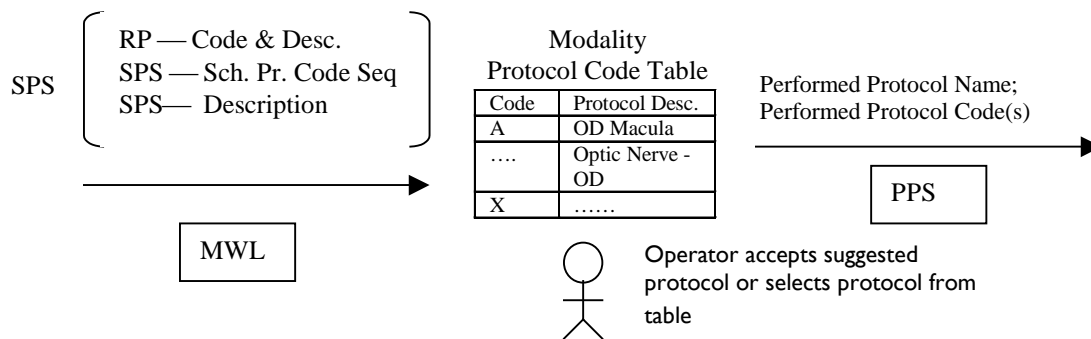 SPS
RP — Code & Desc.
SPS — Sch. Pr. Code Seq
SPS— Description
MWL
Modality
Protocol Code Table
Code Protocol Desc.
A OD Macula
…. Optic Nerve -
OD
X ……
Operator accepts suggested
protocol or selects protocol from
table
Performed Protocol Name;
Performed Protocol Code(s)
PPS